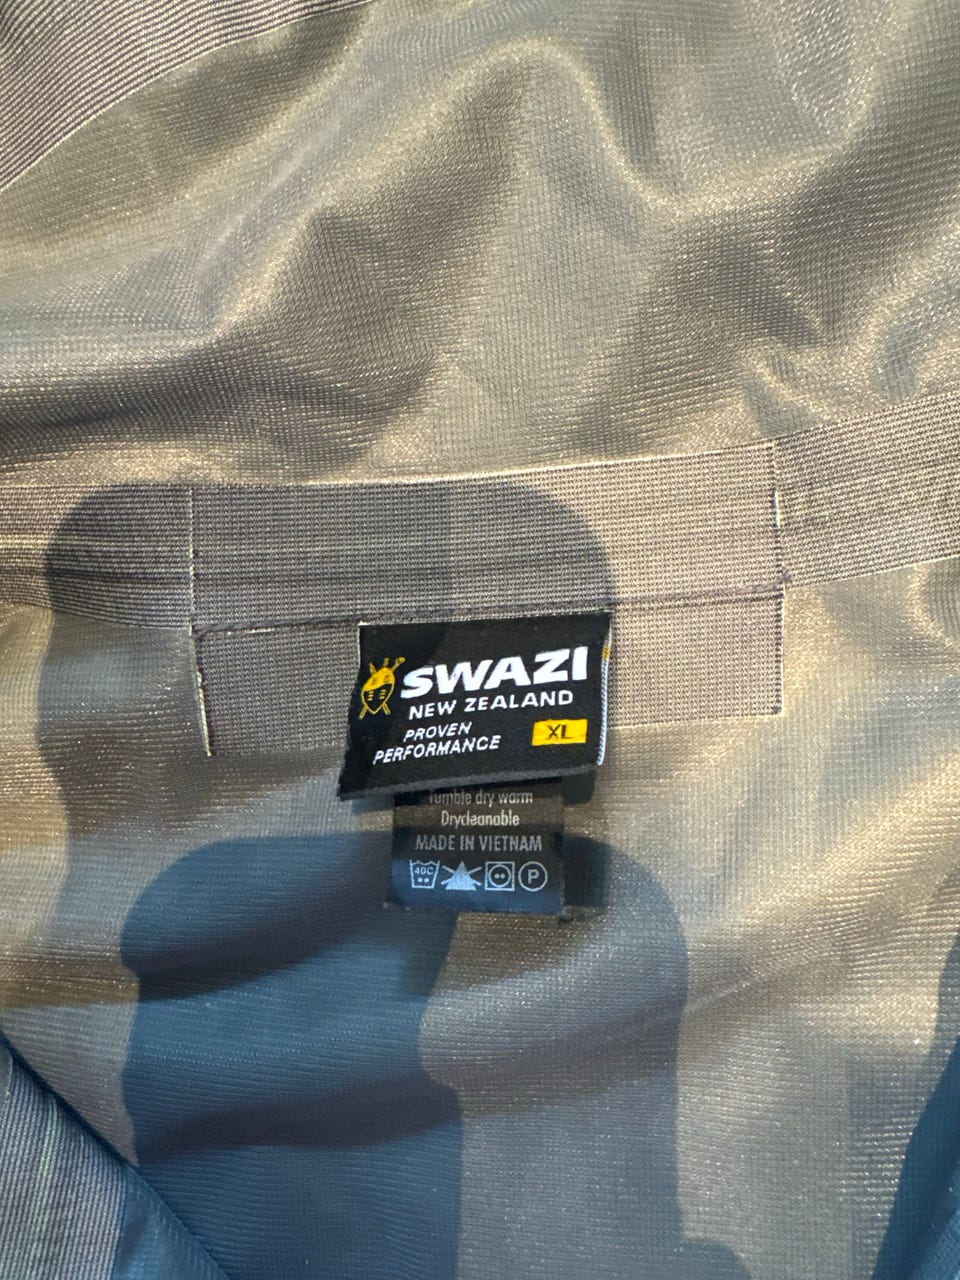 SWAZI
NEW ZEALAND
PROVEN
PERFORMANCE
XL
Tumble dry warm
Drycleanable
MADE IN VIETNAM
40C
P